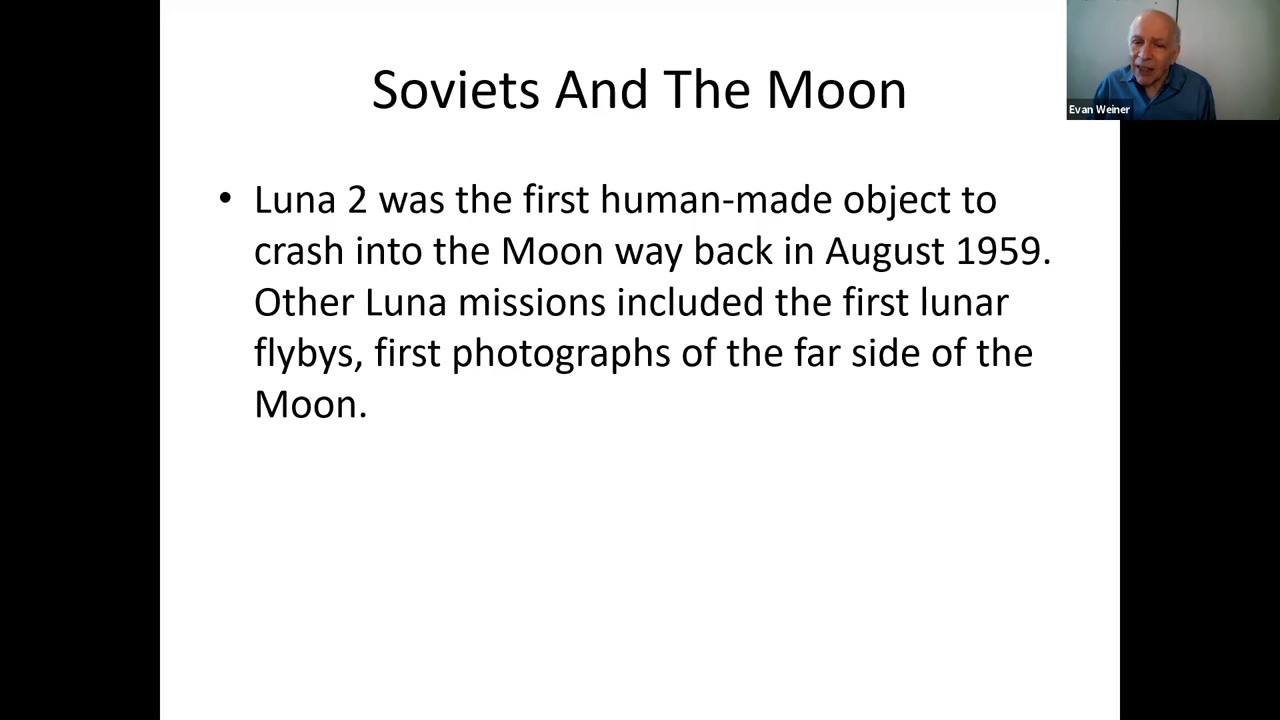 Soviets And The Moon
Evan Weiner
• Luna 2 was the first human-made object to
crash into the Moon way back in August 1959.
Other Luna missions included the first lunar
flybys, first photographs of the far side of the
Moon.